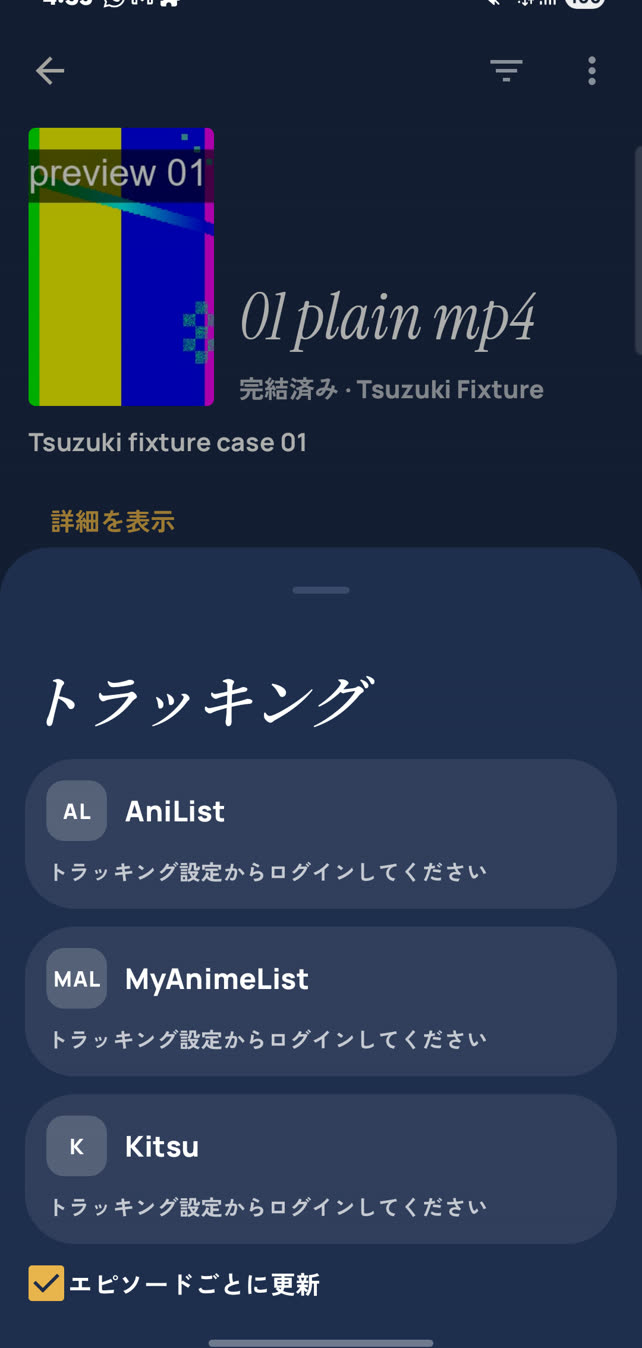 preview 01
01 plain mp4
完結済み · Tsuzuki Fixture
Tsuzuki fixture case 01
詳細を表示
トラッキング
AL AniList
トラッキング設定からログインしてください
MAL MyAnimeList
トラッキング設定からログインしてください
K Kitsu
トラッキング設定からログインしてください
エピソードごとに更新